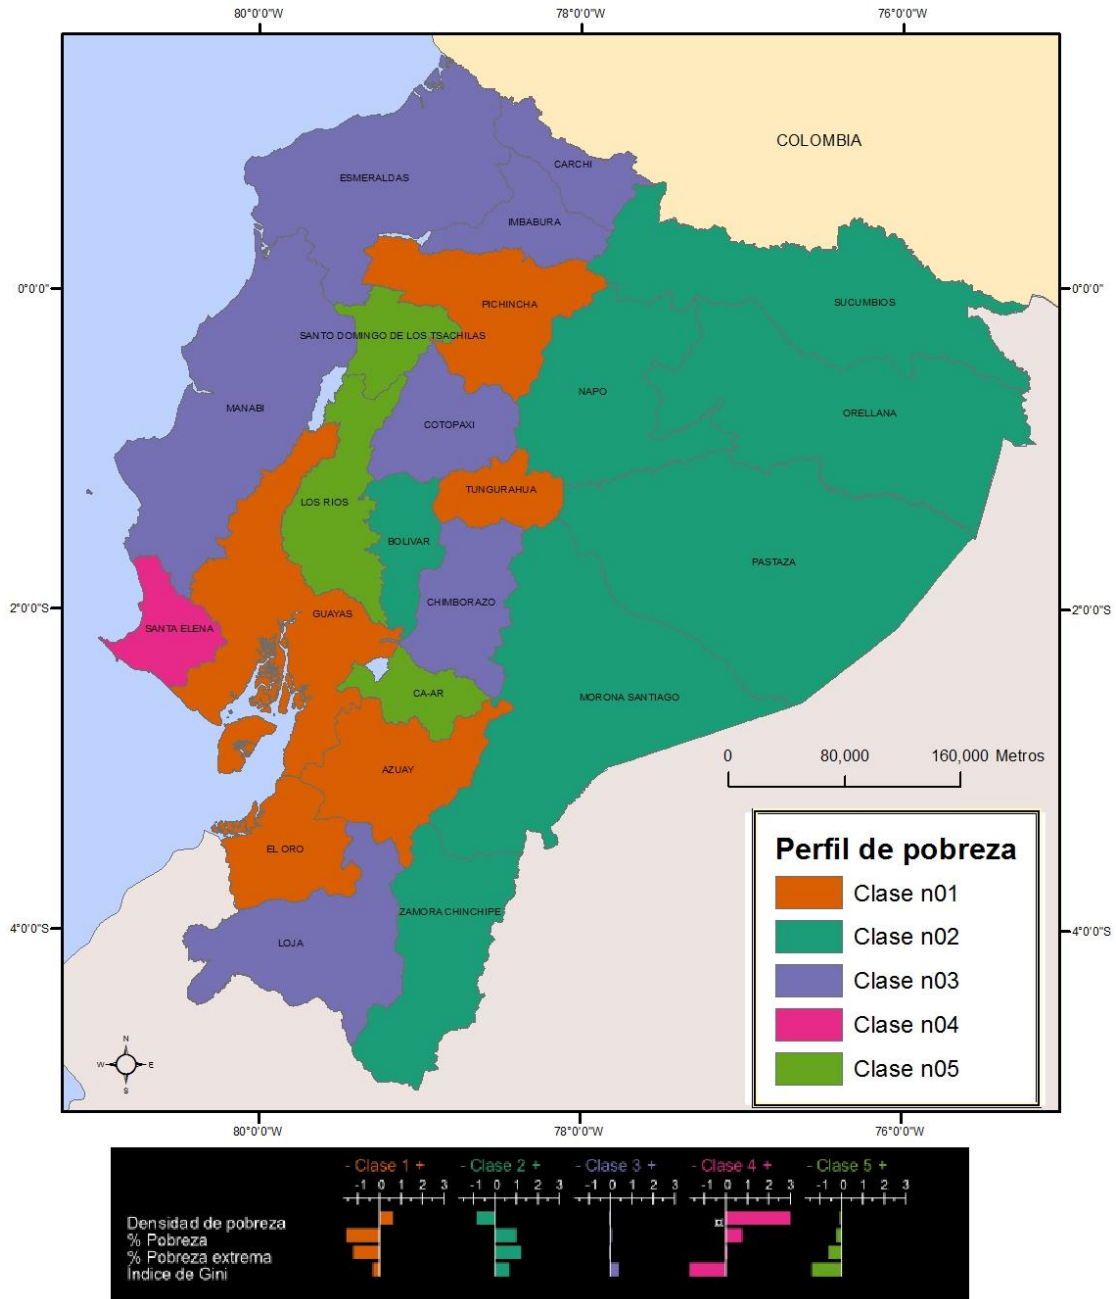 80°0'0"W 78°0'0"W 76°0'0"W
COLOMBIA
CARCHI
ESMERALDAS
IMBABURA
0°0'0" 0°0'0"
SUCUMBIOS
PICHINCHA
SANTO DOMINGO DE LOS TSACHILAS
NAPO
MANABI
ORELLANA
COTOPAXI
TUNGURAHUA
LOS RIOS
BOLIVAR
PASTAZA
CHIMBORAZO
2°0'0"S 2°0'0"S
GUAYAS
SANTA ELENA
CA-AR
MORONA SANTIAGO
0 80,000 160,000 Metros
AZUAY
EL ORO
Perfil de pobreza
Clase n01
ZAMORA CHINCHIPE
4°0'0"S 4°0'0"S
Clase n02
LOJA
Clase n03
Clase n04
N
W E
S
Clase n05
80°0'0"W 78°0'0"W 76°0'0"W
- Clase 1 + - Clase 2 + - Clase 3 + - Clase 4 + - Clase 5 +
-1 0 1 2 3 -1 0 1 2 3 -1 0 1 2 3 -1 0 1 2 3 -1 0 1 2 3
Densidad de pobreza ¤
% Pobreza
% Pobreza extrema
Índice de Gini